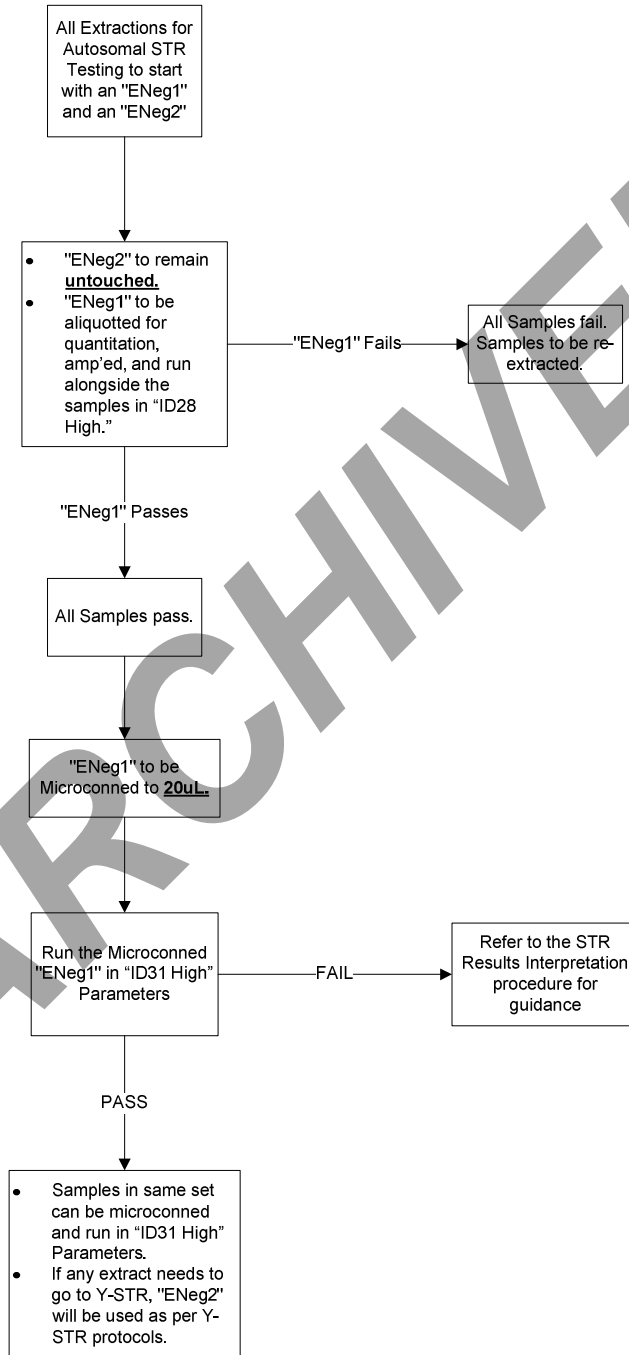 All Extractions for
Autosomal STR
Testing to start
with an "ENeg1"
and an "ENeg2"
• "ENeg2" to remain
untouched.
• "ENeg1" to be
aliquotted for
quantitation,
amp'ed, and run
alongside the
samples in “ID28
High.”
"ENeg1" Fails
All Samples fail.
Samples to be re-
extracted.
"ENeg1" Passes
All Samples pass.
"ENeg1" to be
Microconned to 20uL.
Run the Microconned
"ENeg1" in “ID31 High”
Parameters
FAIL
Refer to the STR
Results Interpretation
procedure for
guidance
PASS
• Samples in same set
can be microconned
and run in “ID31 High”
Parameters.
• If any extract needs to
go to Y-STR, "ENeg2"
will be used as per Y-
STR protocols.
ARCHIVE